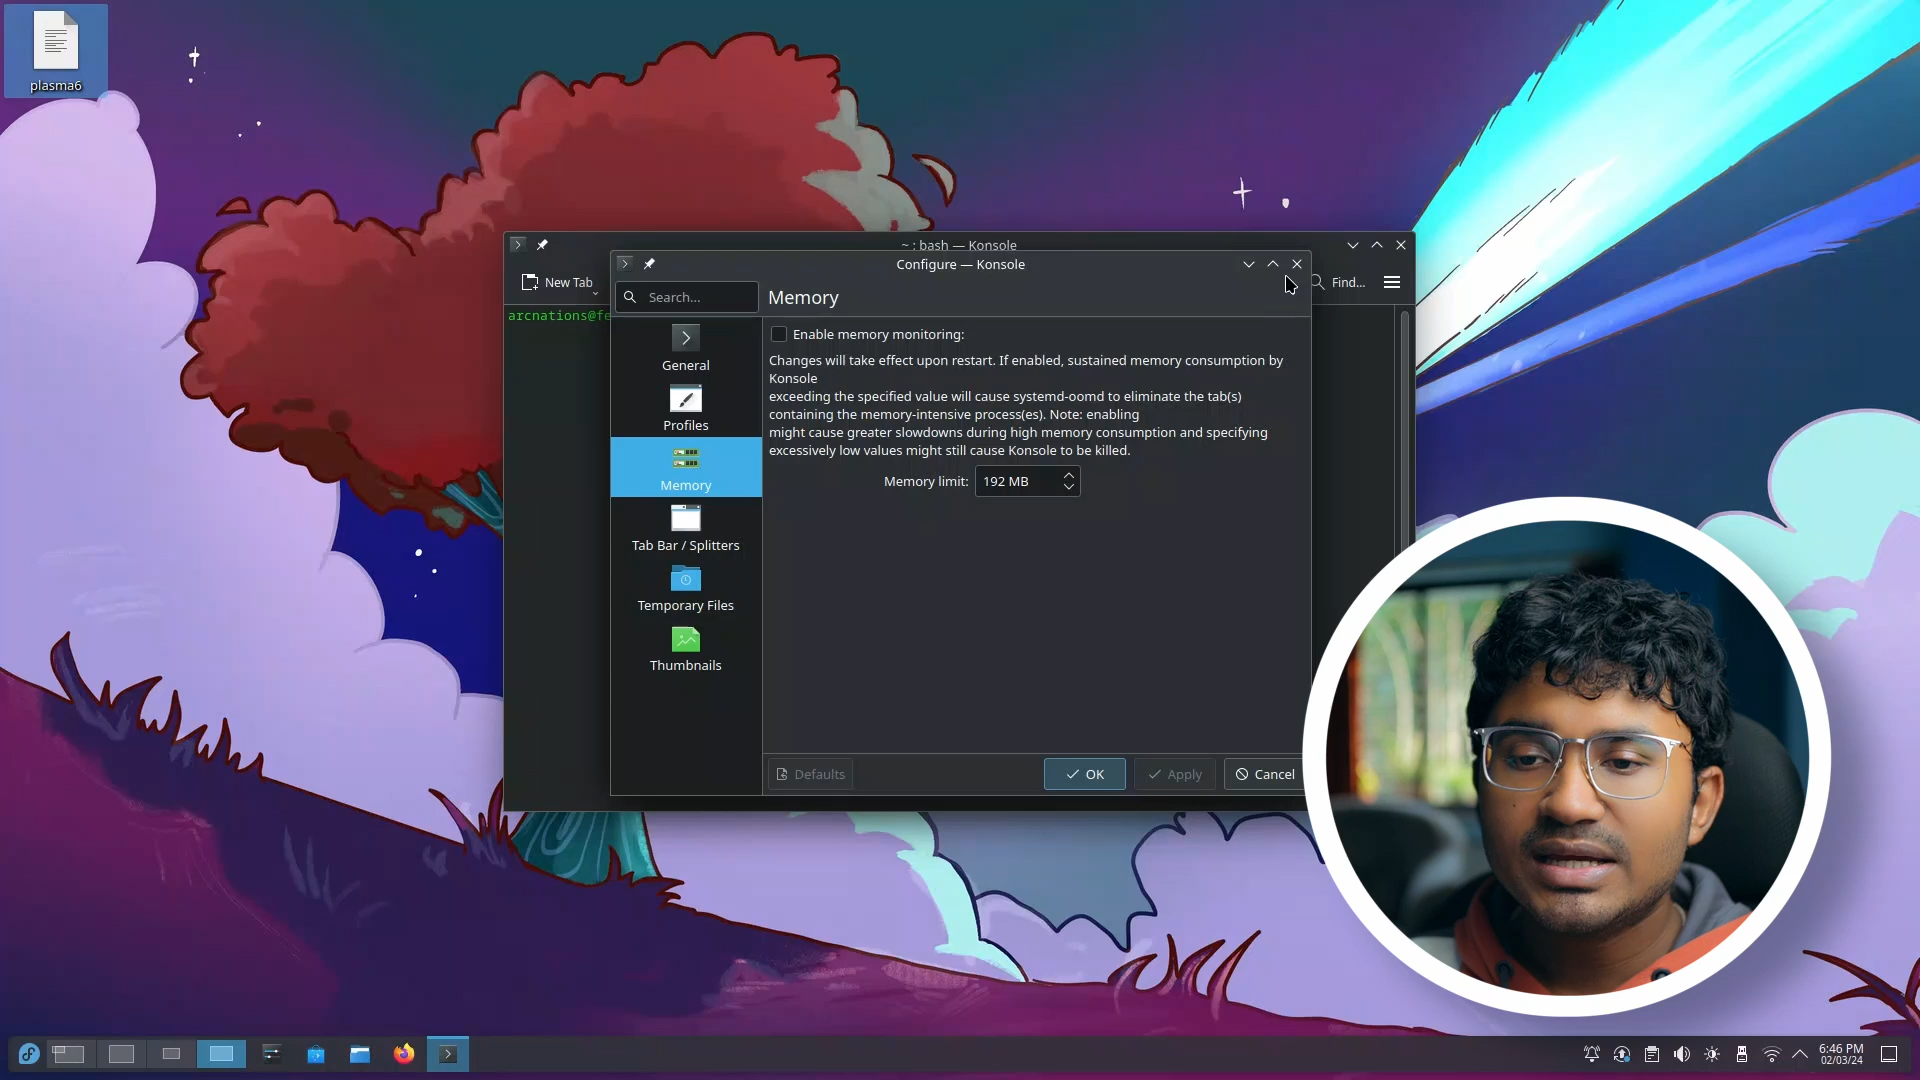 plasma6
~ : bash — Konsole
Configure — Konsole
New Tab
Find...
Search...
Memory
arcnations@fe
Enable memory monitoring:
Changes will take effect upon restart. If enabled, sustained memory consumption by
Konsole
exceeding the specified value will cause systemd-oomd to eliminate the tab(s)
containing the memory-intensive process(es). Note: enabling
might cause greater slowdowns during high memory consumption and specifying
excessively low values might still cause Konsole to be killed.
Memory limit: 192 MB
General
Profiles
Memory
Tab Bar / Splitters
Temporary Files
Thumbnails
Defaults
OK
Apply
Cancel
6:46 PM
02/03/24